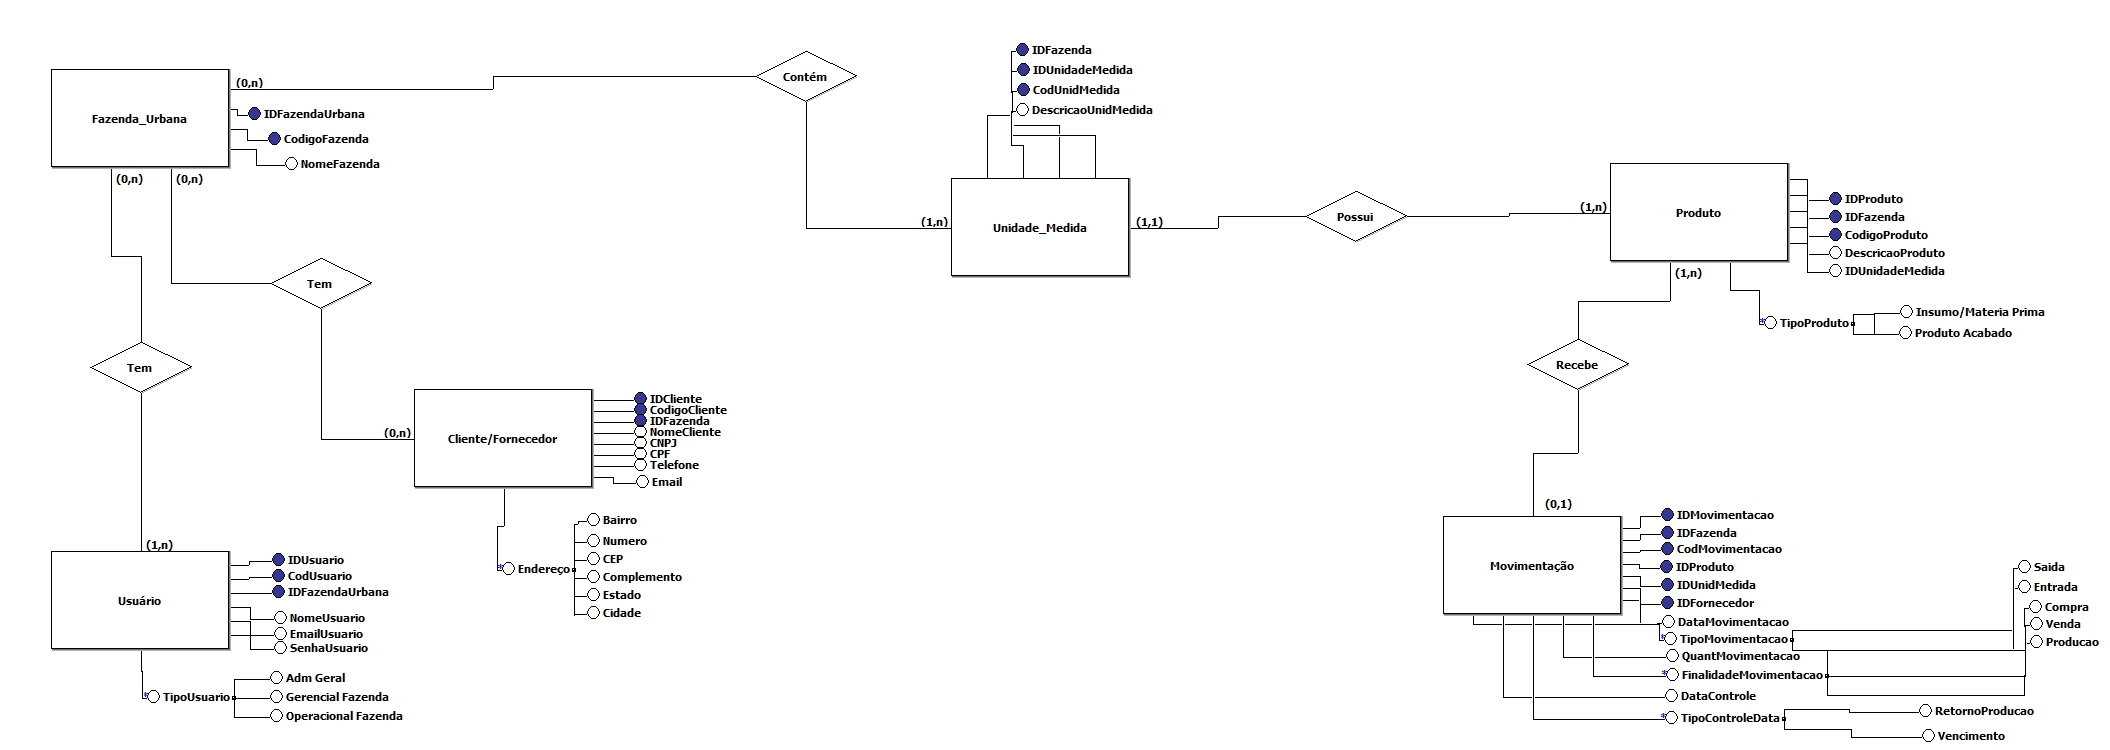 Fazenda_Urbana
(0,n)
IDFazendaUrbana
CodigoFazenda
NomeFazenda
(0,n)
(0,n)
Contém
IDFazenda
IDUnidadeMedida
CodUnidMedida
DescricaoUnidMedida
(1,n)
Unidade_Medida
(1,1)
Possui
(1,n)
Produto
IDProduto
IDFazenda
CodigoProduto
DescricaoProduto
IDUnidadeMedida
(1,n)
*
TipoProduto
Insumo/Materia Prima
Produto Acabado
Tem
Tem
Recebe
(0,n)
Cliente/Fornecedor
IDCliente
CodigoCliente
IDFazenda
NomeCliente
CNPJ
CPF
Telefone
Email
*
Endereço
Bairro
Numero
CEP
Complemento
Estado
Cidade
(1,n)
Usuário
IDUsuario
CodUsuario
IDFazendaUrbana
NomeUsuario
EmailUsuario
SenhaUsuario
*
TipoUsuario
Adm Geral
Gerencial Fazenda
Operacional Fazenda
(0,1)
Movimentação
IDMovimentacao
IDFazenda
CodMovimentacao
IDProduto
IDUnidMedida
IDFornecedor
DataMovimentacao
*
TipoMovimentacao
QuantMovimentacao
*
FinalidadeMovimentacao
DataControle
*
TipoControleData
Saida
Entrada
Compra
Venda
Producao
RetornoProducao
Vencimento